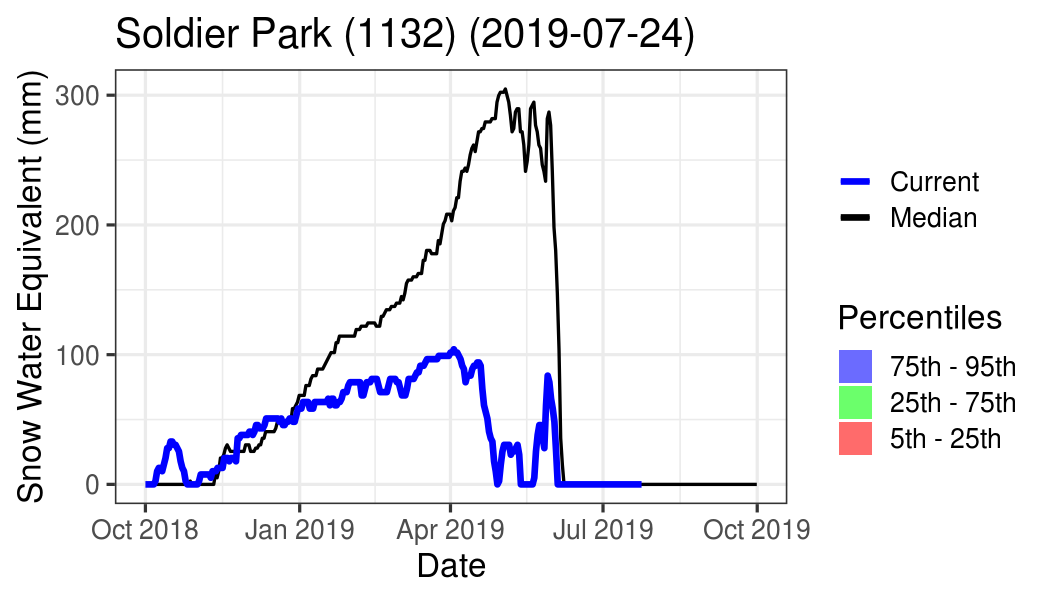 Soldier Park (1132) (2019-07-24)
Snow Water Equivalent (mm)
300
200
100
0
Oct 2018
Jan 2019
Apr 2019
Jul 2019
Oct 2019
Date
Current
Median
Percentiles
75th - 95th
25th - 75th
5th - 25th